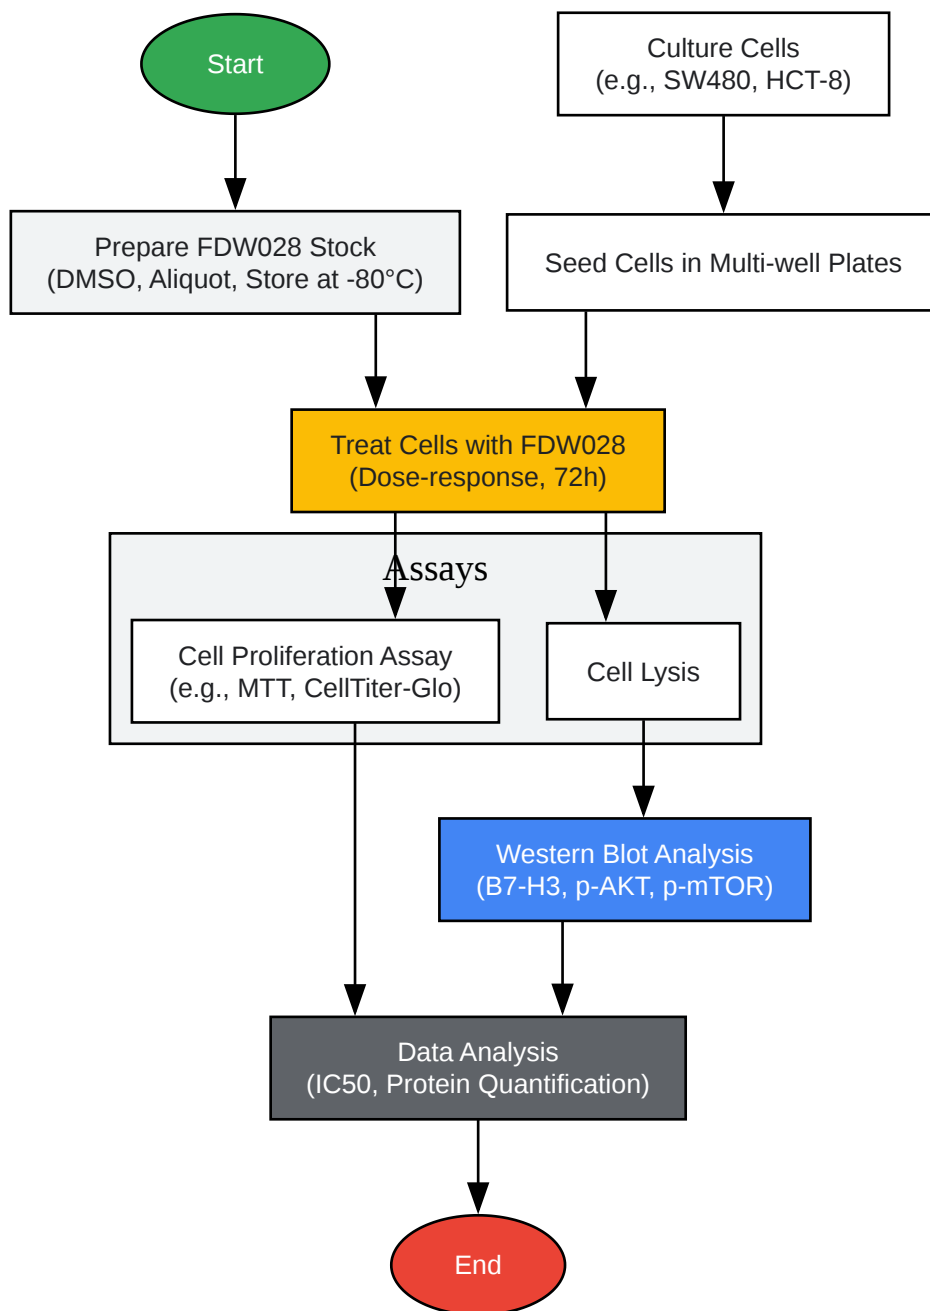 Start
Culture Cells
(e.g., SW480, HCT-8)
Prepare FDW028 Stock
(DMSO, Aliquot, Store at -80°C)
Seed Cells in Multi-well Plates
Treat Cells with FDW028
(Dose-response, 72h)
Assays
Cell Proliferation Assay
(e.g., MTT, CellTiter-Glo)
Cell Lysis
Western Blot Analysis
(B7-H3, p-AKT, p-mTOR)
Data Analysis
(IC50, Protein Quantification)
End